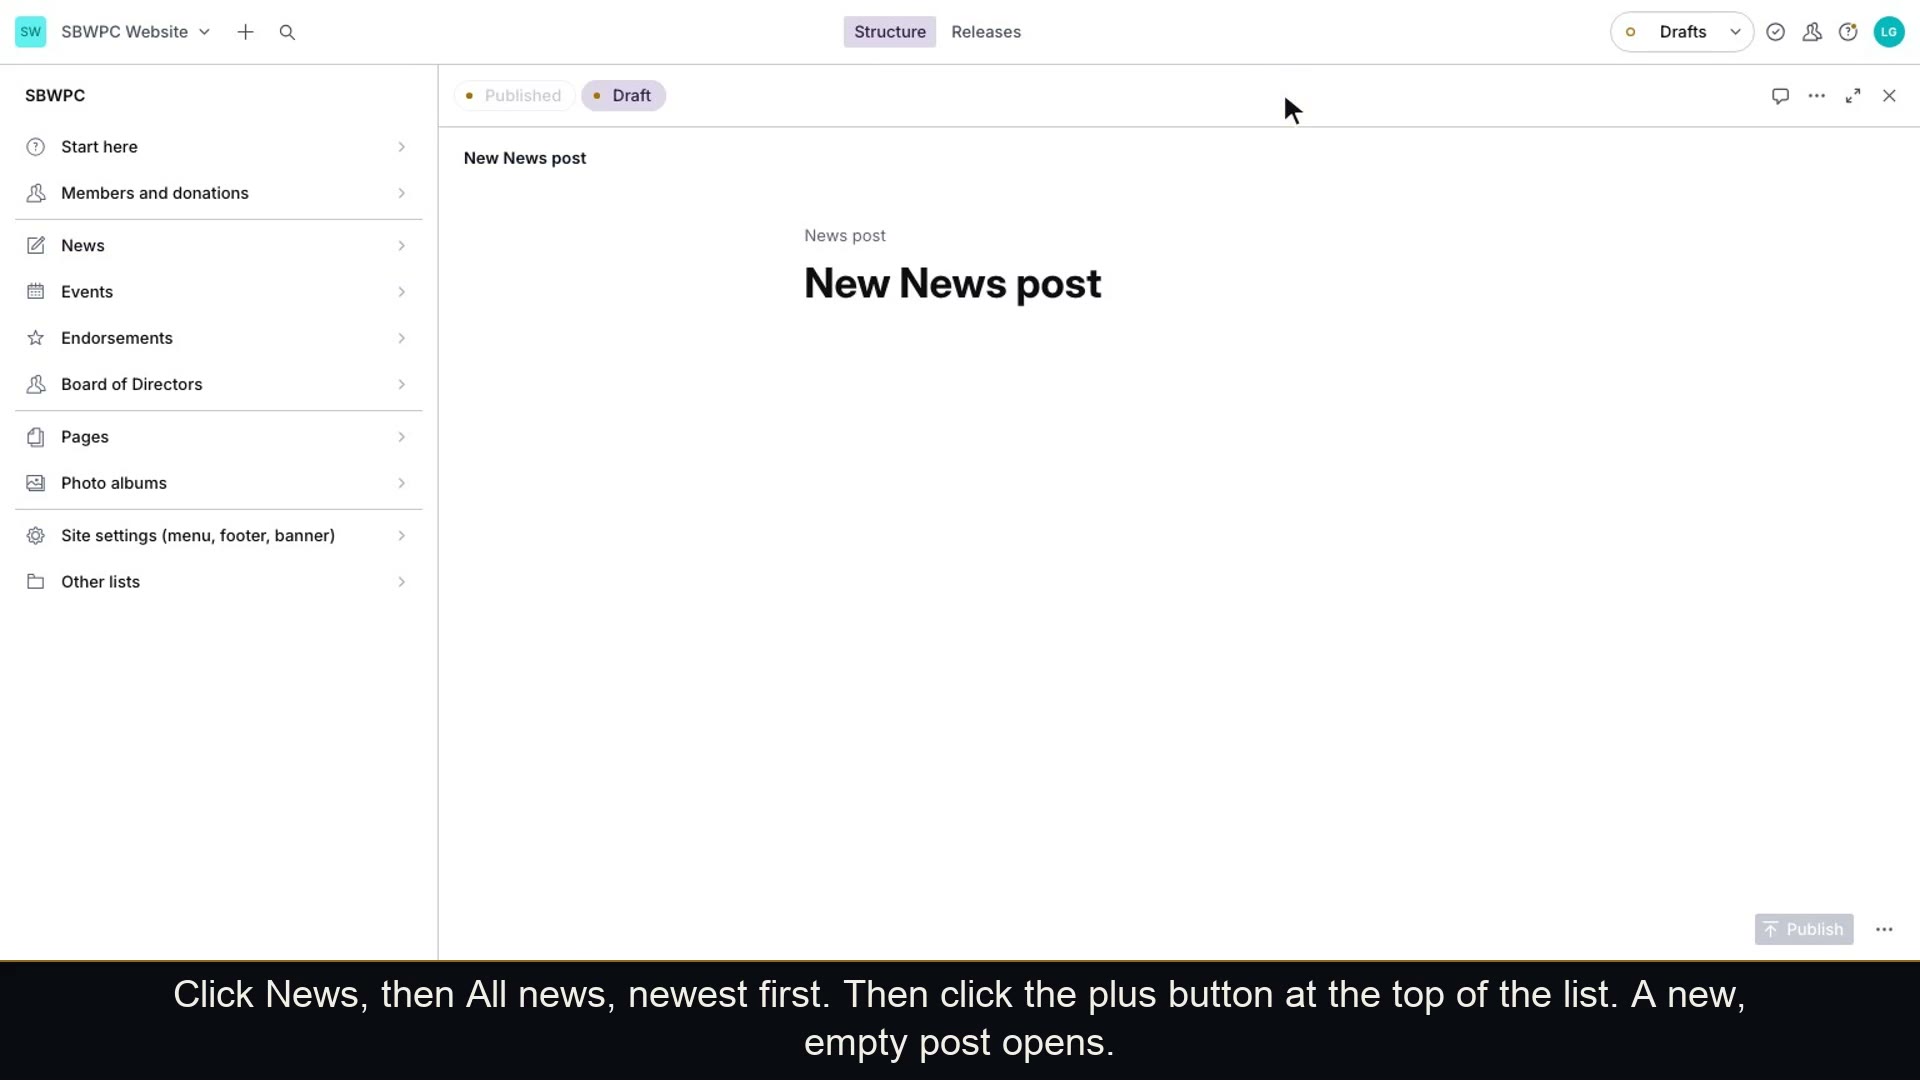 SW SBWPC Website Structure Releases Drafts LG
SBWPC
Published Draft
Start here
Members and donations
News
Events
Endorsements
Board of Directors
Pages
Photo albums
Site settings (menu, footer, banner)
Other lists
New News post
News post
New News post
Publish
Click News, then All news, newest first. Then click the plus button at the top of the list. A new,
empty post opens.